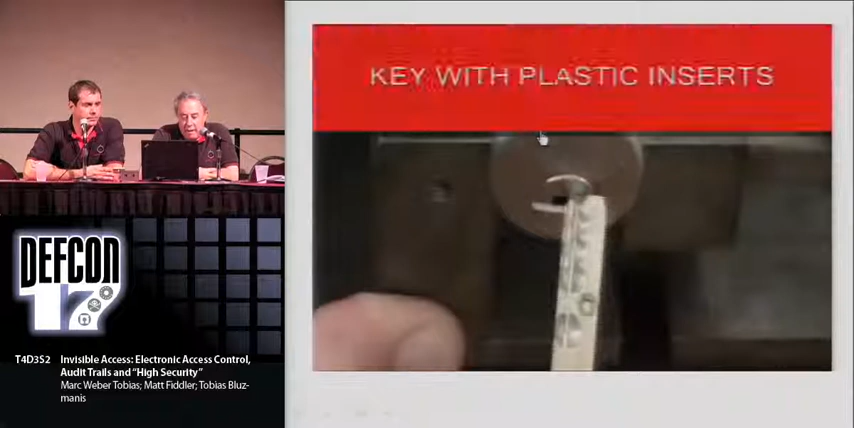 KEY WITH PLASTIC INSERTS
DEFCON
17
T4D3S2 Invisible Access: Electronic Access Control,
Audit Trails and “High Security”
Marc Weber Tobias; Matt Fiddler; Tobias Bluz-
manis